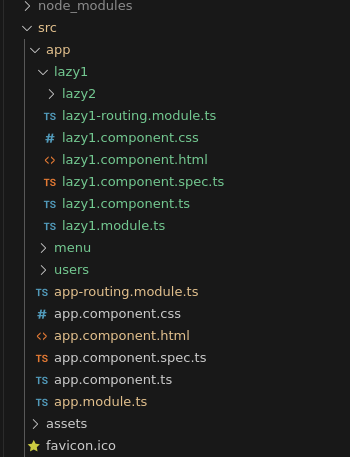 node_modules
src
app
lazy1
lazy2
TS lazy1-routing.module.ts
# lazy1.component.css
<> lazy1.component.html
TS lazy1.component.spec.ts
TS lazy1.component.ts
TS lazy1.module.ts
menu
users
TS app-routing.module.ts
# app.component.css
<> app.component.html
TS app.component.spec.ts
TS app.component.ts
TS app.module.ts
assets
favicon.ico